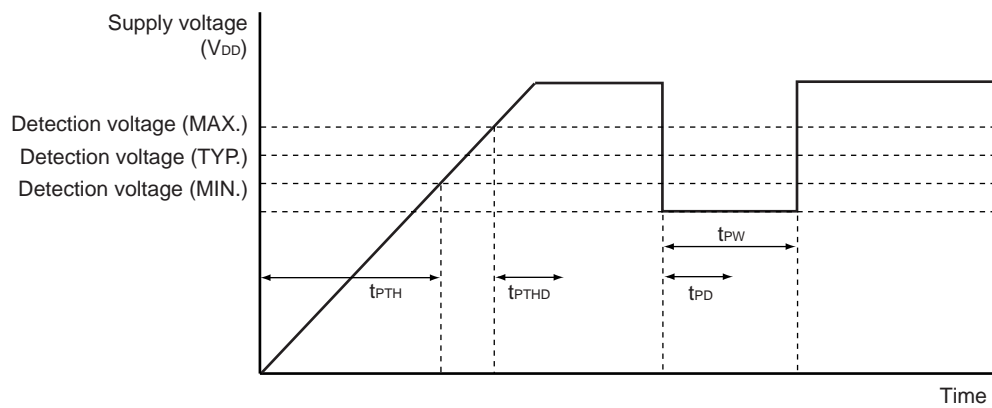 Supply voltage
(VDD)
Detection voltage (MAX.)
Detection voltage (TYP.)
Detection voltage (MIN.)
tPW
tPTH
tPTHD
tPD
Time